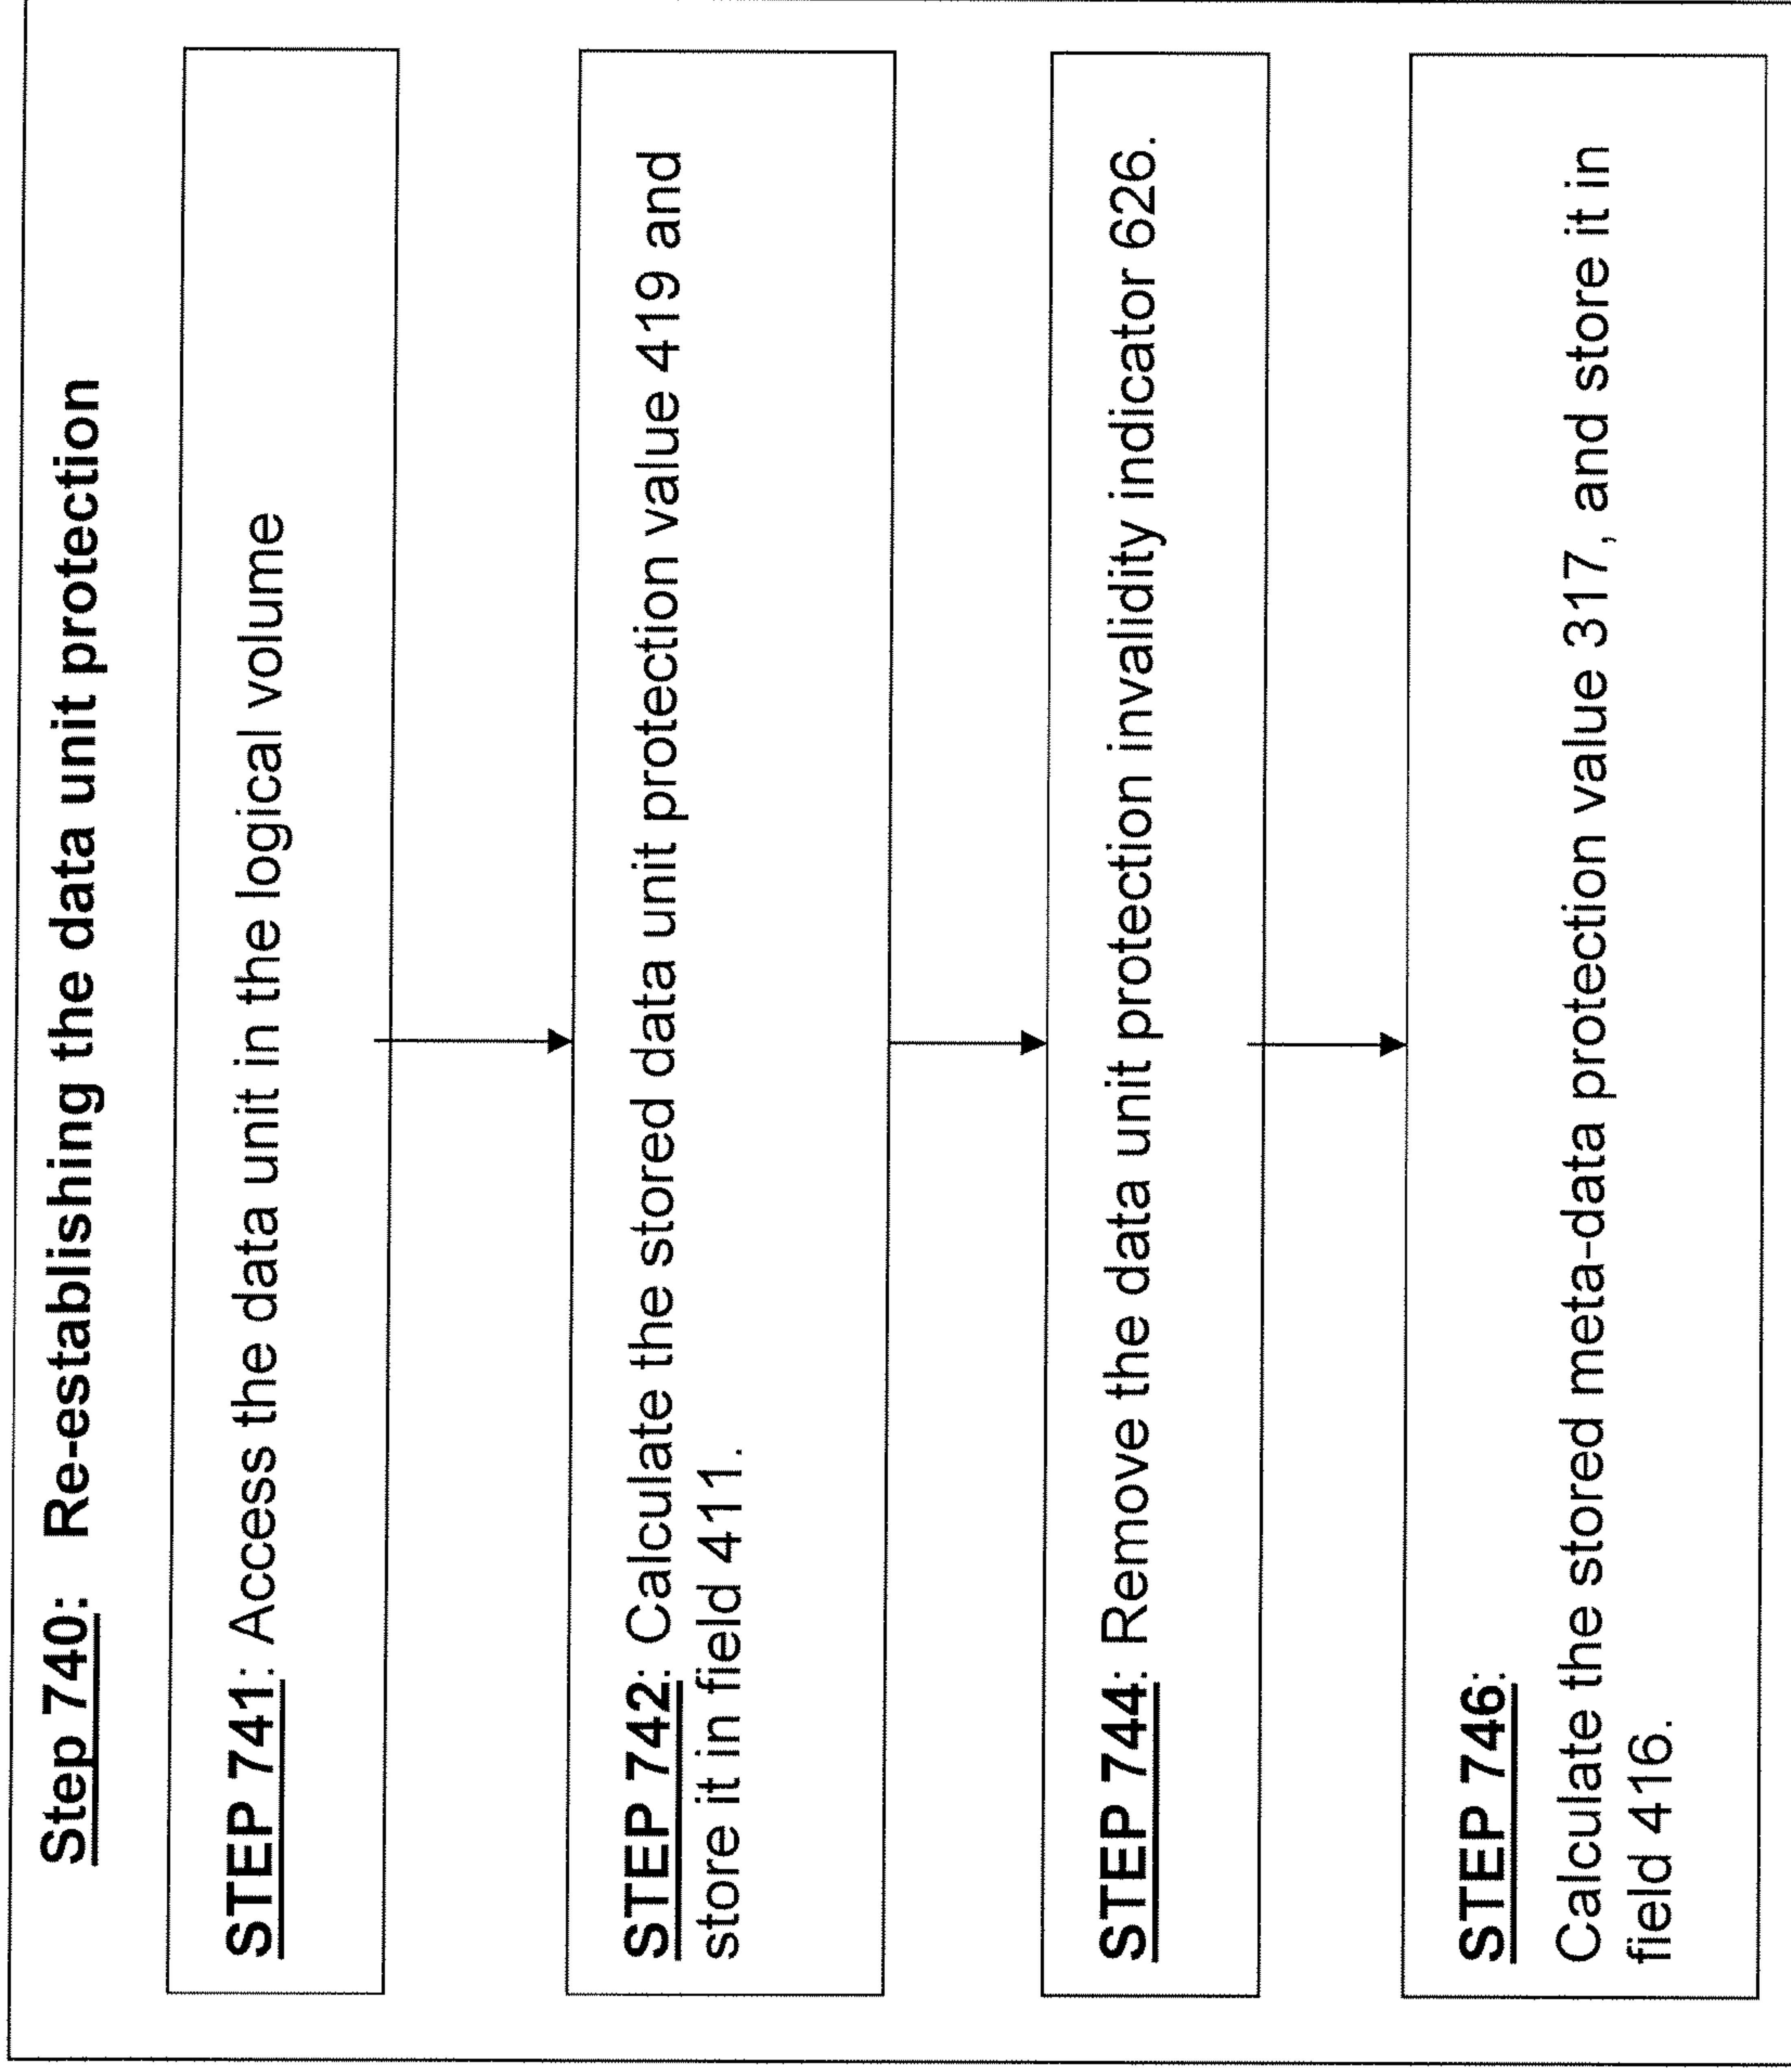 Step 740: Re-establishing the data unit protection
STEP 741: Access the data unit in the logical volume
STEP 742: Calculate the stored data unit protection value 419 and
store it in field 411.
STEP 744: Remove the data unit protection invalidity indicator 626.
STEP 746:
Calculate the stored meta-data protection value 317, and store it in
field 416.